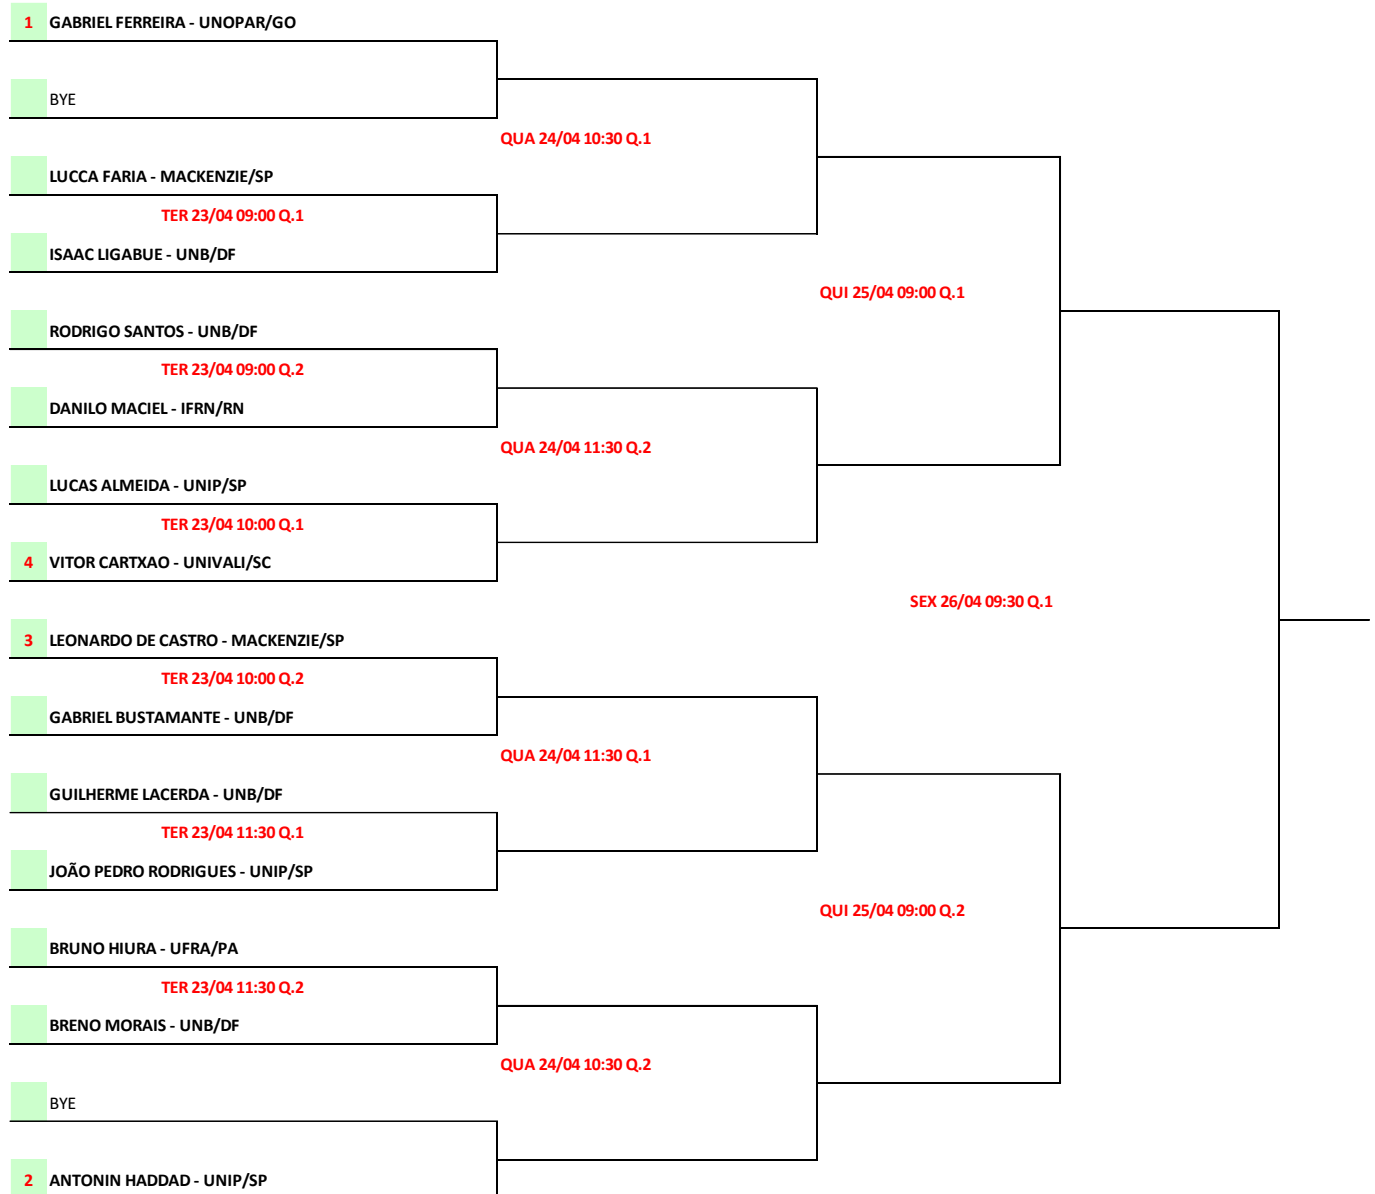 1 GABRIEL FERREIRA - UNOPAR/GO
BYE
QUA 24/04 10:30 Q.1
LUCCA FARIA - MACKENZIE/SP
TER 23/04 09:00 Q.1
ISAAC LIGABUE - UNB/DF
QUI 25/04 09:00 Q.1
RODRIGO SANTOS - UNB/DF
TER 23/04 09:00 Q.2
DANILO MACIEL - IFRN/RN
QUA 24/04 11:30 Q.2
LUCAS ALMEIDA - UNIP/SP
TER 23/04 10:00 Q.1
4 VITOR CARTXAO - UNIVALI/SC
SEX 26/04 09:30 Q.1
3 LEONARDO DE CASTRO - MACKENZIE/SP
TER 23/04 10:00 Q.2
GABRIEL BUSTAMANTE - UNB/DF
QUA 24/04 11:30 Q.1
GUILHERME LACERDA - UNB/DF
TER 23/04 11:30 Q.1
JOÃO PEDRO RODRIGUES - UNIP/SP
QUI 25/04 09:00 Q.2
BRUNO HIURA - UFRA/PA
TER 23/04 11:30 Q.2
BRENO MORAIS - UNB/DF
QUA 24/04 10:30 Q.2
BYE
2 ANTONIN HADDAD - UNIP/SP